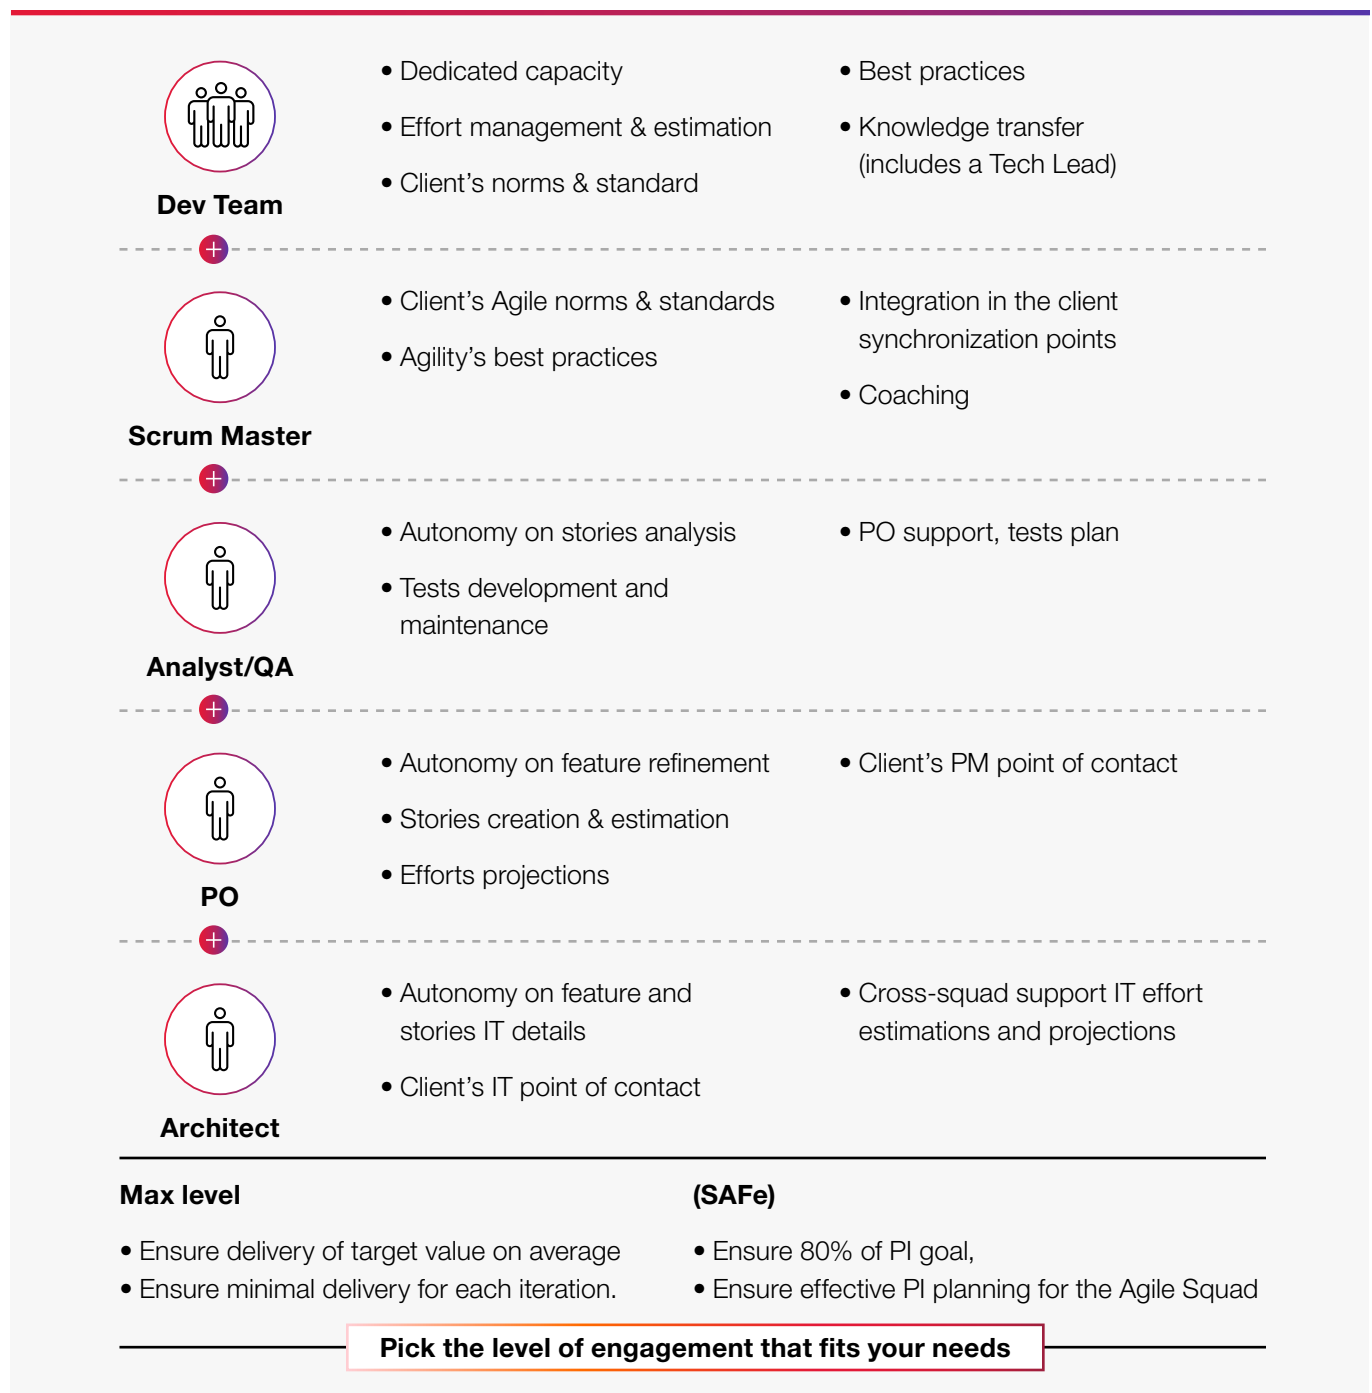 Dev Team
• Dedicated capacity
• Effort management & estimation
• Client’s norms & standard
• Best practices
• Knowledge transfer
(includes a Tech Lead)
Scrum Master
• Client’s Agile norms & standards
• Agility’s best practices
• Integration in the client
synchronization points
• Coaching
Analyst/QA
• Autonomy on stories analysis
• Tests development and
maintenance
• PO support, tests plan
PO
• Autonomy on feature refinement
• Stories creation & estimation
• Efforts projections
• Client’s PM point of contact
Architect
• Autonomy on feature and
stories IT details
• Client’s IT point of contact
• Cross-squad support IT effort
estimations and projections
Max level
• Ensure delivery of target value on average
• Ensure minimal delivery for each iteration.
(SAFe)
• Ensure 80% of PI goal,
• Ensure effective PI planning for the Agile Squad
Pick the level of engagement that fits your needs